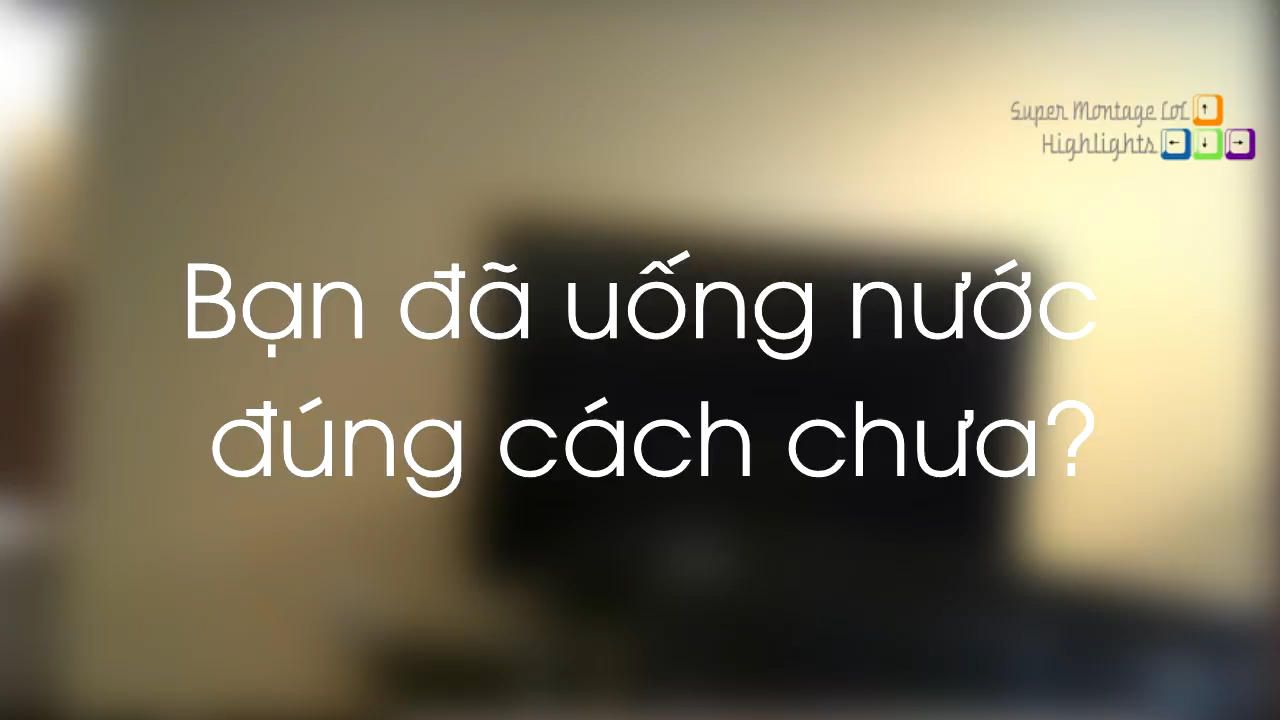 Super Montage LoL
Highlights
Bạn đã uống nước
đúng cách chưa?